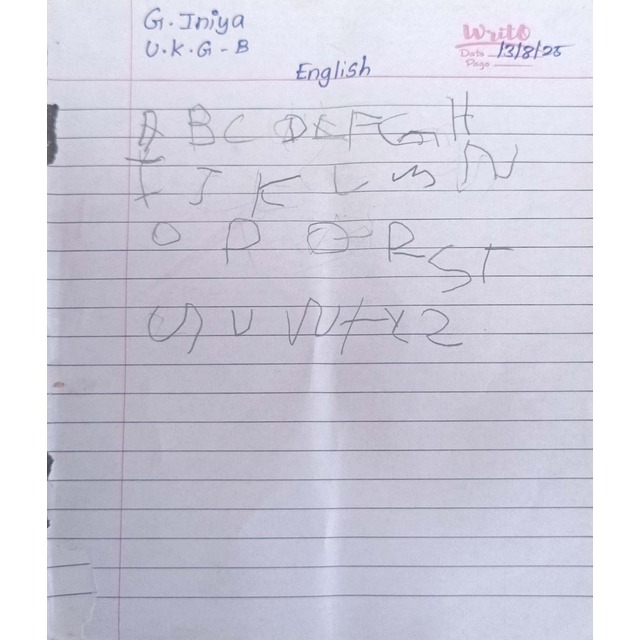 G. Iniya
U.K.G - B
Writo
Date 13/8/25
Page
English
A B C D E F G H
I J K L M N
O P Q R S T
U V W X Y Z